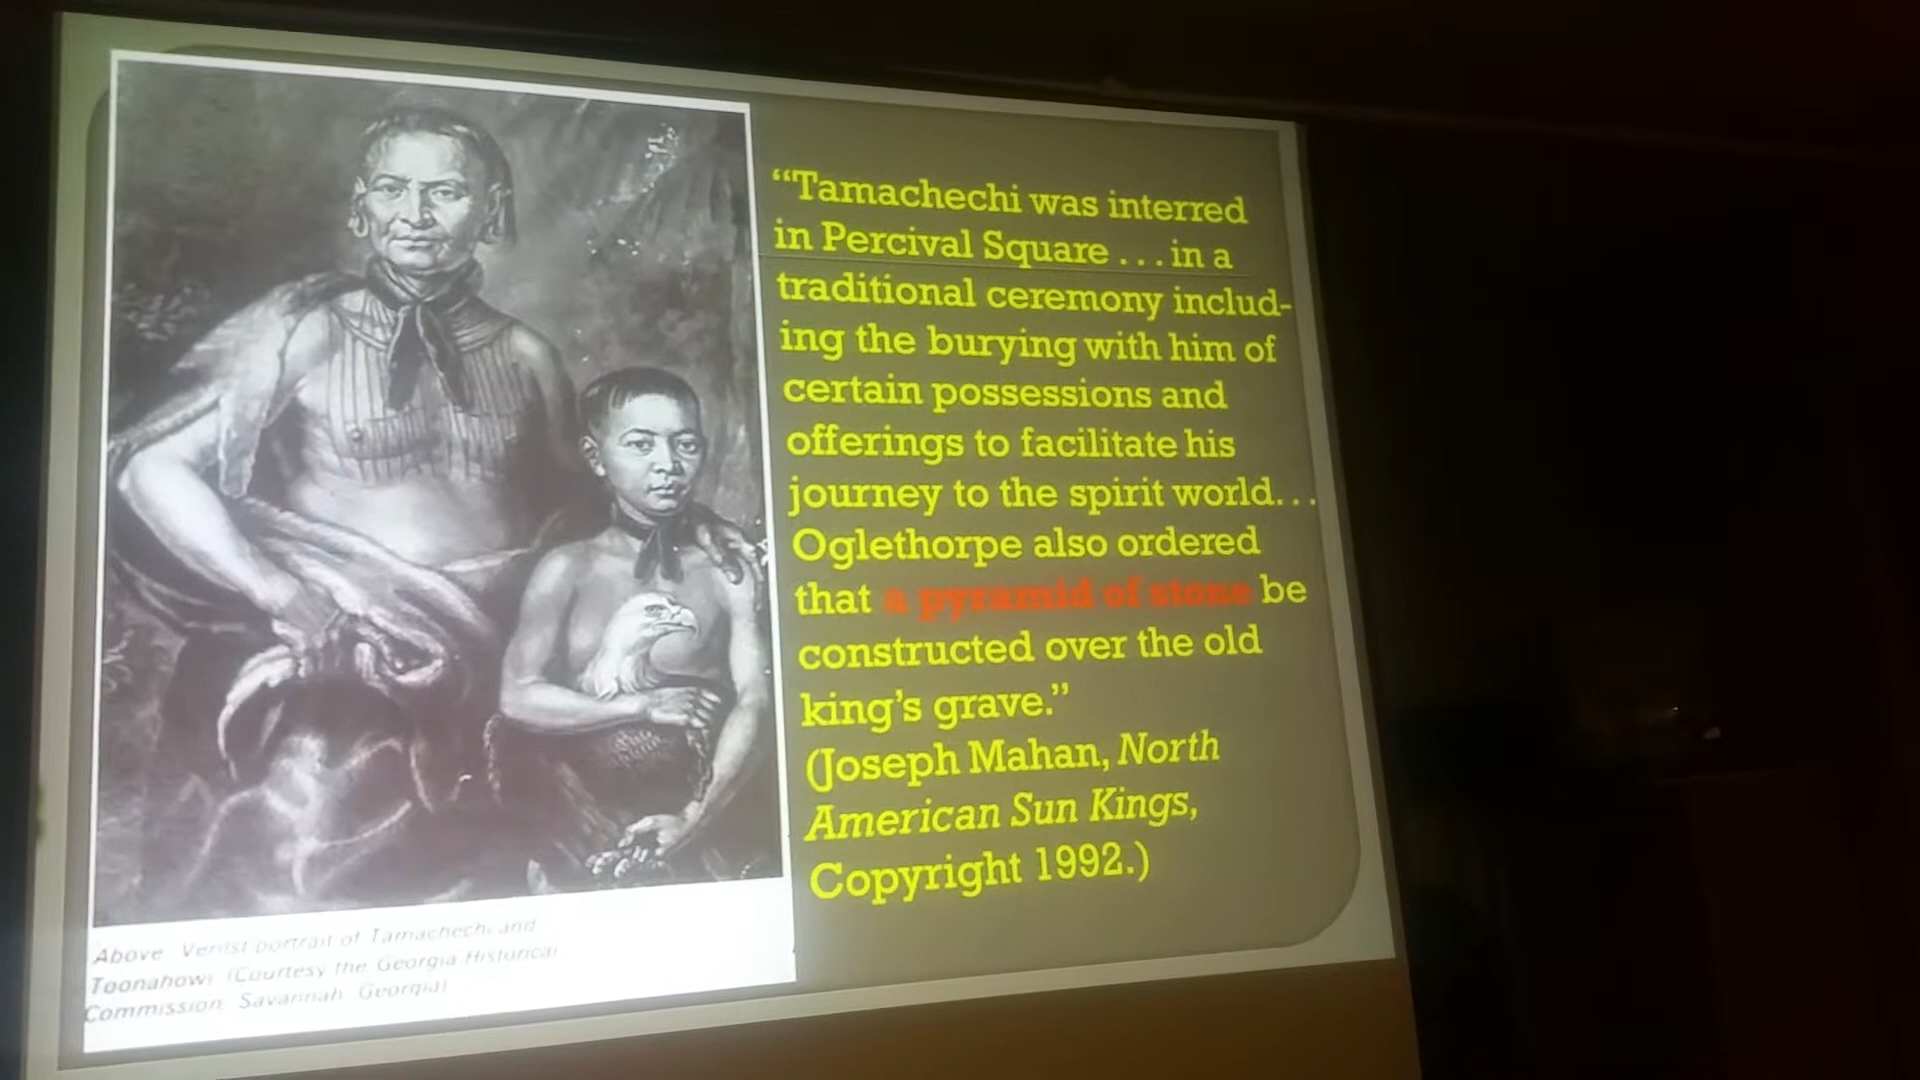 “Tamachechi was interred
in Percival Square . . . in a
traditional ceremony includ-
ing the burying with him of
certain possessions and
offerings to facilitate his
journey to the spirit world. . .
Oglethorpe also ordered
that a pyramid of stone be
constructed over the old
king’s grave.”
(Joseph Mahan, North
American Sun Kings,
Copyright 1992.)
Above Verilst portrait of Tamachechi and
Toonahowi (Courtesy the Georgia Historical
Commission, Savannah, Georgia)